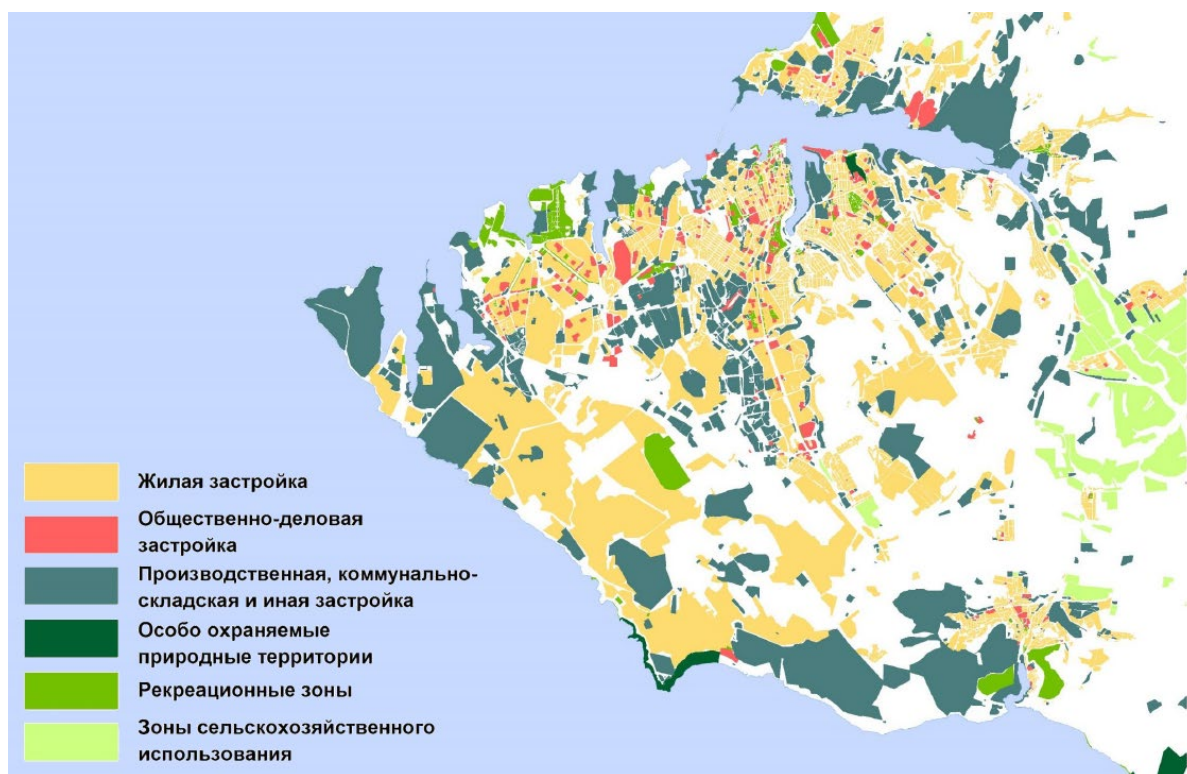 Жилая застройка
Общественно-деловая
застройка
Производственная, коммунально-
складская и иная застройка
Особо охраняемые
природные территории
Рекреационные зоны
Зоны сельскохозяйственного
использования